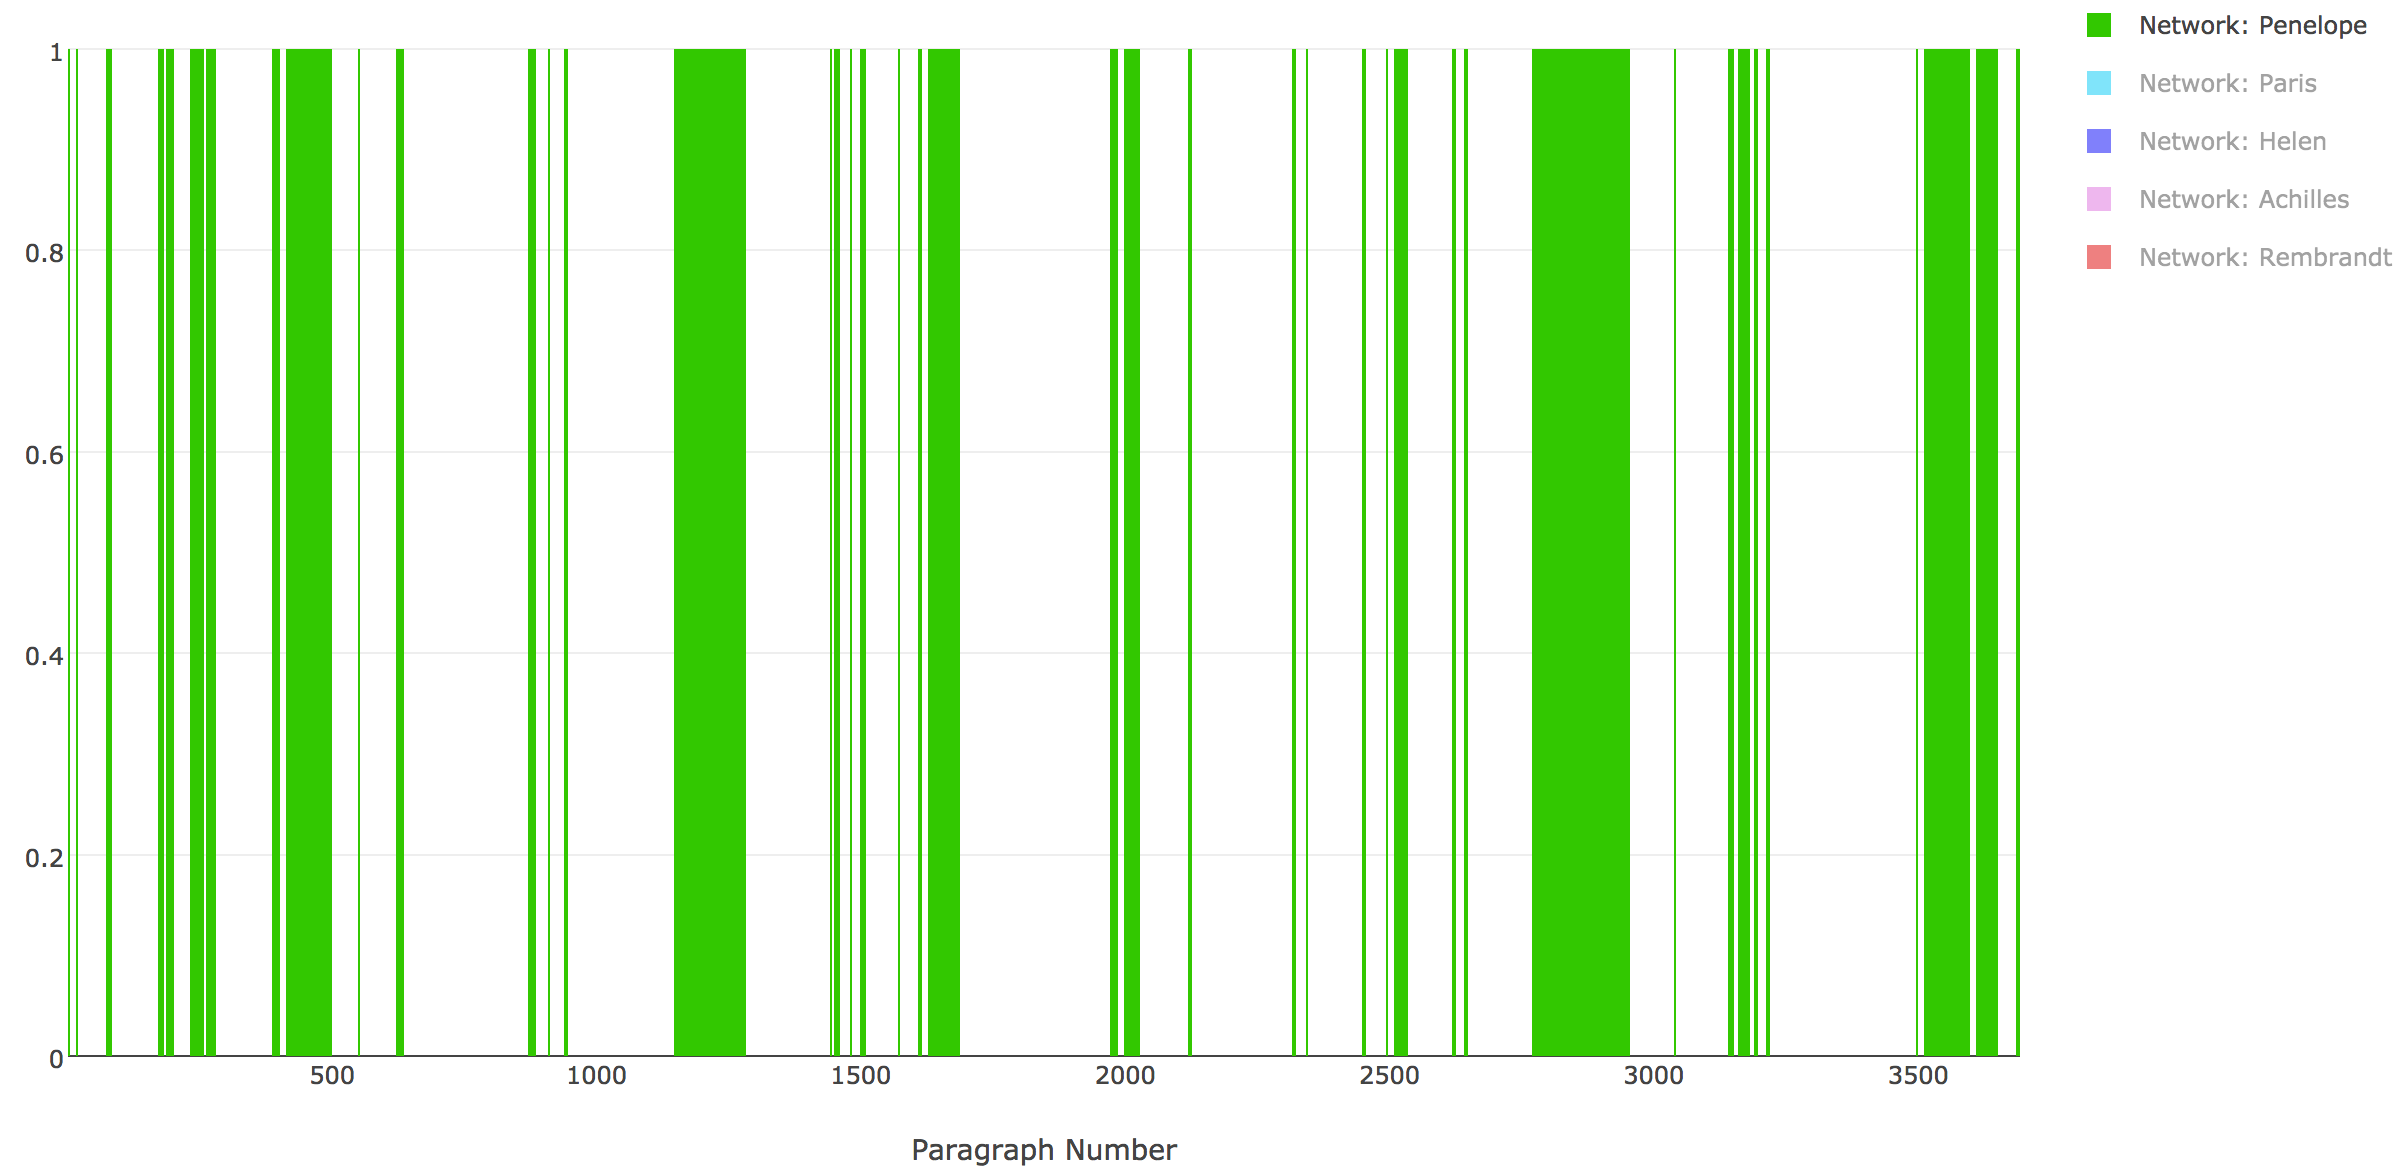 Network: Penelope
Network: Paris
Network: Helen
Network: Achilles
Network: Rembrandt
1
0.8
0.6
0.4
0.2
0
500 1000 1500 2000 2500 3000 3500
Paragraph Number